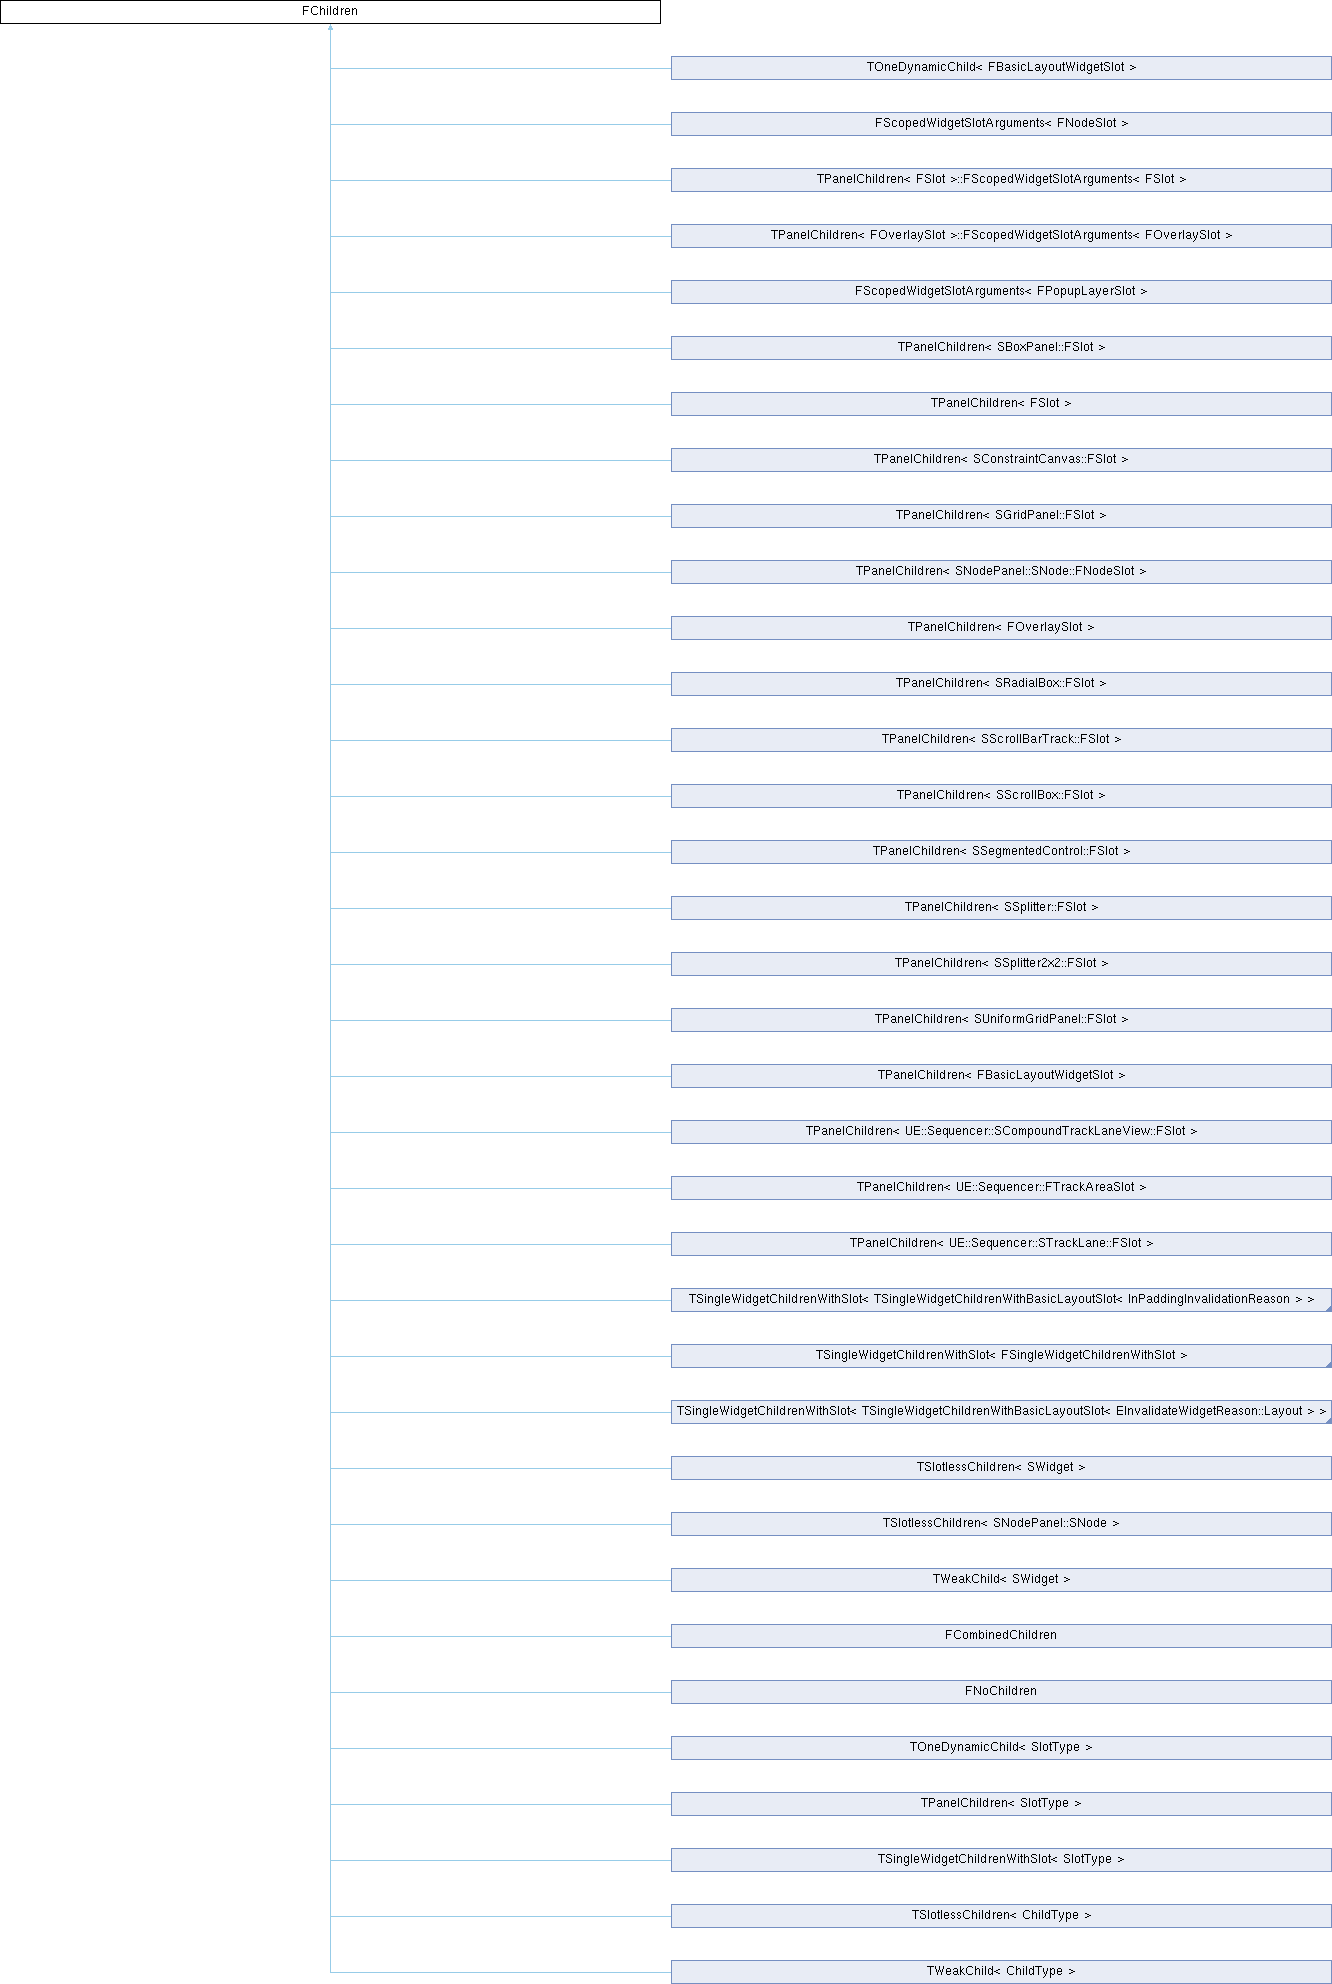 FChildren
TOneDynamicChild< FBasicLayoutWidgetSlot >
FScopedWidgetSlotArguments< FNodeSlot >
TPanelChildren< FSlot >::FScopedWidgetSlotArguments< FSlot >
TPanelChildren< FOverlaySlot >::FScopedWidgetSlotArguments< FOverlaySlot >
FScopedWidgetSlotArguments< FPopupLayerSlot >
TPanelChildren< SBoxPanel::FSlot >
TPanelChildren< FSlot >
TPanelChildren< SConstraintCanvas::FSlot >
TPanelChildren< SGridPanel::FSlot >
TPanelChildren< SNodePanel::SNode::FNodeSlot >
TPanelChildren< FOverlaySlot >
TPanelChildren< SRadialBox::FSlot >
TPanelChildren< SScrollBarTrack::FSlot >
TPanelChildren< SScrollBox::FSlot >
TPanelChildren< SSegmentedControl::FSlot >
TPanelChildren< SSplitter::FSlot >
TPanelChildren< SSplitter2x2::FSlot >
TPanelChildren< SUniformGridPanel::FSlot >
TPanelChildren< FBasicLayoutWidgetSlot >
TPanelChildren< UE::Sequencer::SCompoundTrackLaneView::FSlot >
TPanelChildren< UE::Sequencer::FTrackAreaSlot >
TPanelChildren< UE::Sequencer::STrackLane::FSlot >
TSingleWidgetChildrenWithSlot< TSingleWidgetChildrenWithBasicLayoutSlot< InPaddingInvalidationReason > >
TSingleWidgetChildrenWithSlot< FSingleWidgetChildrenWithSlot >
TSingleWidgetChildrenWithSlot< TSingleWidgetChildrenWithBasicLayoutSlot< EInvalidateWidgetReason::Layout > >
TSlotlessChildren< SWidget >
TSlotlessChildren< SNodePanel::SNode >
TWeakChild< SWidget >
FCombinedChildren
FNoChildren
TOneDynamicChild< SlotType >
TPanelChildren< SlotType >
TSingleWidgetChildrenWithSlot< SlotType >
TSlotlessChildren< ChildType >
TWeakChild< ChildType >